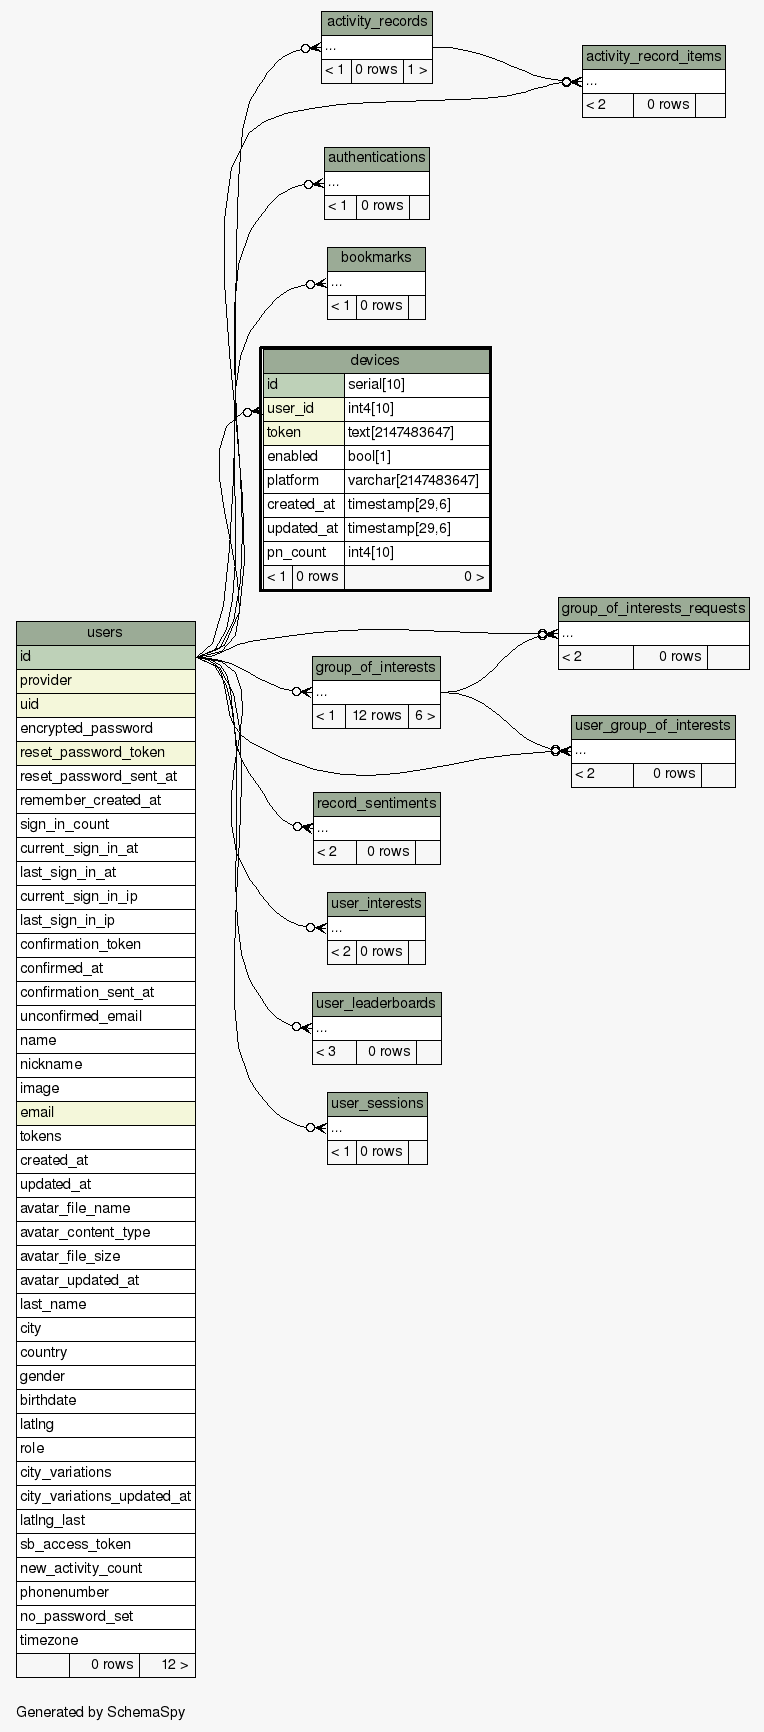 activity_records
...
< 1 0 rows 1 >
activity_record_items
...
< 2 0 rows
authentications
...
< 1 0 rows
bookmarks
...
< 1 0 rows
devices
id serial[10]
user_id int4[10]
token text[2147483647]
enabled bool[1]
platform varchar[2147483647]
created_at timestamp[29,6]
updated_at timestamp[29,6]
pn_count int4[10]
< 1 0 rows 0 >
group_of_interests_requests
...
< 2 0 rows
group_of_interests
...
< 1 12 rows 6 >
user_group_of_interests
...
< 2 0 rows
record_sentiments
...
< 2 0 rows
user_interests
...
< 2 0 rows
user_leaderboards
...
< 3 0 rows
user_sessions
...
< 1 0 rows
users
id
provider
uid
encrypted_password
reset_password_token
reset_password_sent_at
remember_created_at
sign_in_count
current_sign_in_at
last_sign_in_at
current_sign_in_ip
last_sign_in_ip
confirmation_token
confirmed_at
confirmation_sent_at
unconfirmed_email
name
nickname
image
email
tokens
created_at
updated_at
avatar_file_name
avatar_content_type
avatar_file_size
avatar_updated_at
last_name
city
country
gender
birthdate
latlng
role
city_variations
city_variations_updated_at
latlng_last
sb_access_token
new_activity_count
phonenumber
no_password_set
timezone
0 rows 12 >
Generated by SchemaSpy